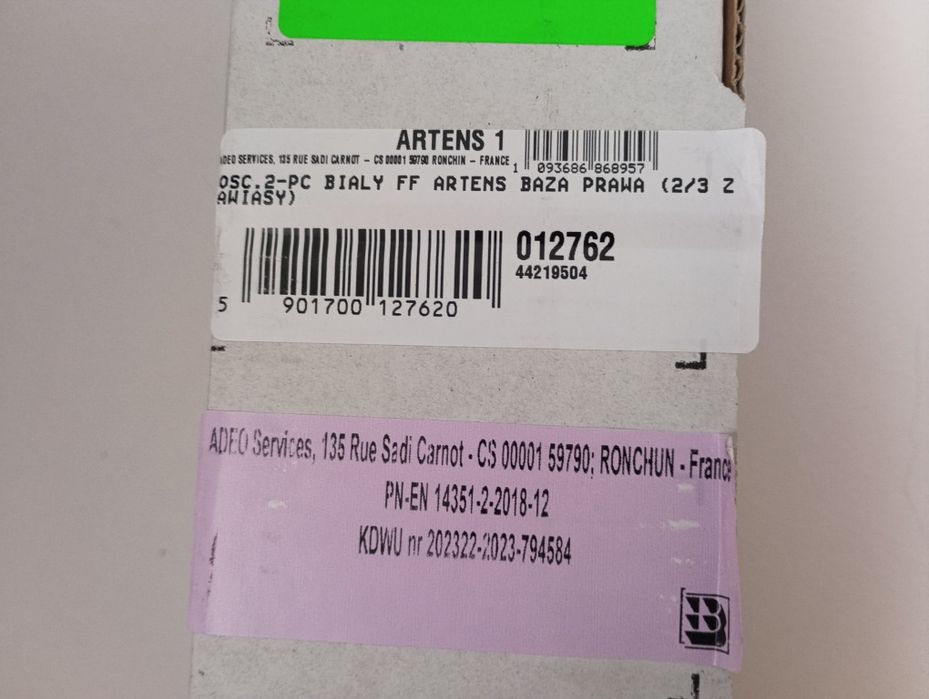 ARTENS 1
ADEO SERVICES, 135 RUE SADI CARNOT - CS 00001 59790 RONCHIN - FRANCE
1 093686 868957
OSC.2-PC BIALY FF ARTENS BAZA PRAWA (2/3 Z
AWIASY)
012762
44219504
5 901700 127620
ADEO Services, 135 Rue Sadi Carnot - CS 00001 59790; RONCHUN - France
PN-EN 14351-2-2018-12
KDWU nr 202322-2023-794584
B